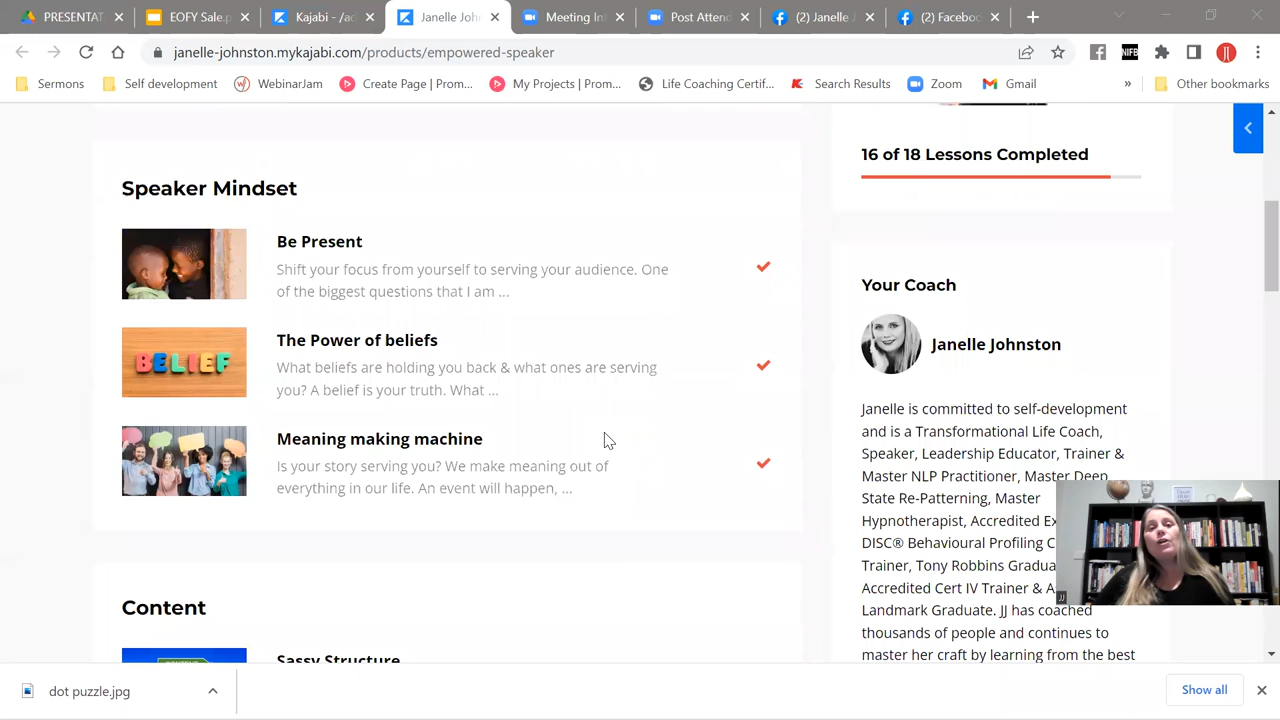 PRESENTAT
EOFY Sale.p
Kajabi - /ad
Janelle Joh
Meeting In
Post Attend
(2) Janelle J
(2) Faceboo
janelle-johnston.mykajabi.com/products/empowered-speaker
NIFB
JJ
Sermons
Self development
WebinarJam
Create Page | Prom...
My Projects | Prom...
Life Coaching Certif...
Search Results
Zoom
Gmail
»
Other bookmarks
16 of 18 Lessons Completed
Speaker Mindset
Be Present
Shift your focus from yourself to serving your audience. One
of the biggest questions that I am ...
BELIEF
The Power of beliefs
What beliefs are holding you back & what ones are serving
you? A belief is your truth. What ...
Meaning making machine
Is your story serving you? We make meaning out of
everything in our life. An event will happen, ...
Content
Sassy Structure
Your Coach
Janelle Johnston
Janelle is committed to self-development
and is a Transformational Life Coach,
Speaker, Leadership Educator, Trainer &
Master NLP Practitioner, Master Deep
State Re-Patterning, Master
Hypnotherapist, Accredited Ex
DISC® Behavioural Profiling C
Trainer, Tony Robbins Gradua
Accredited Cert IV Trainer & A
Landmark Graduate. JJ has coached
thousands of people and continues to
master her craft by learning from the best
JJ
dot puzzle.jpg
Show all